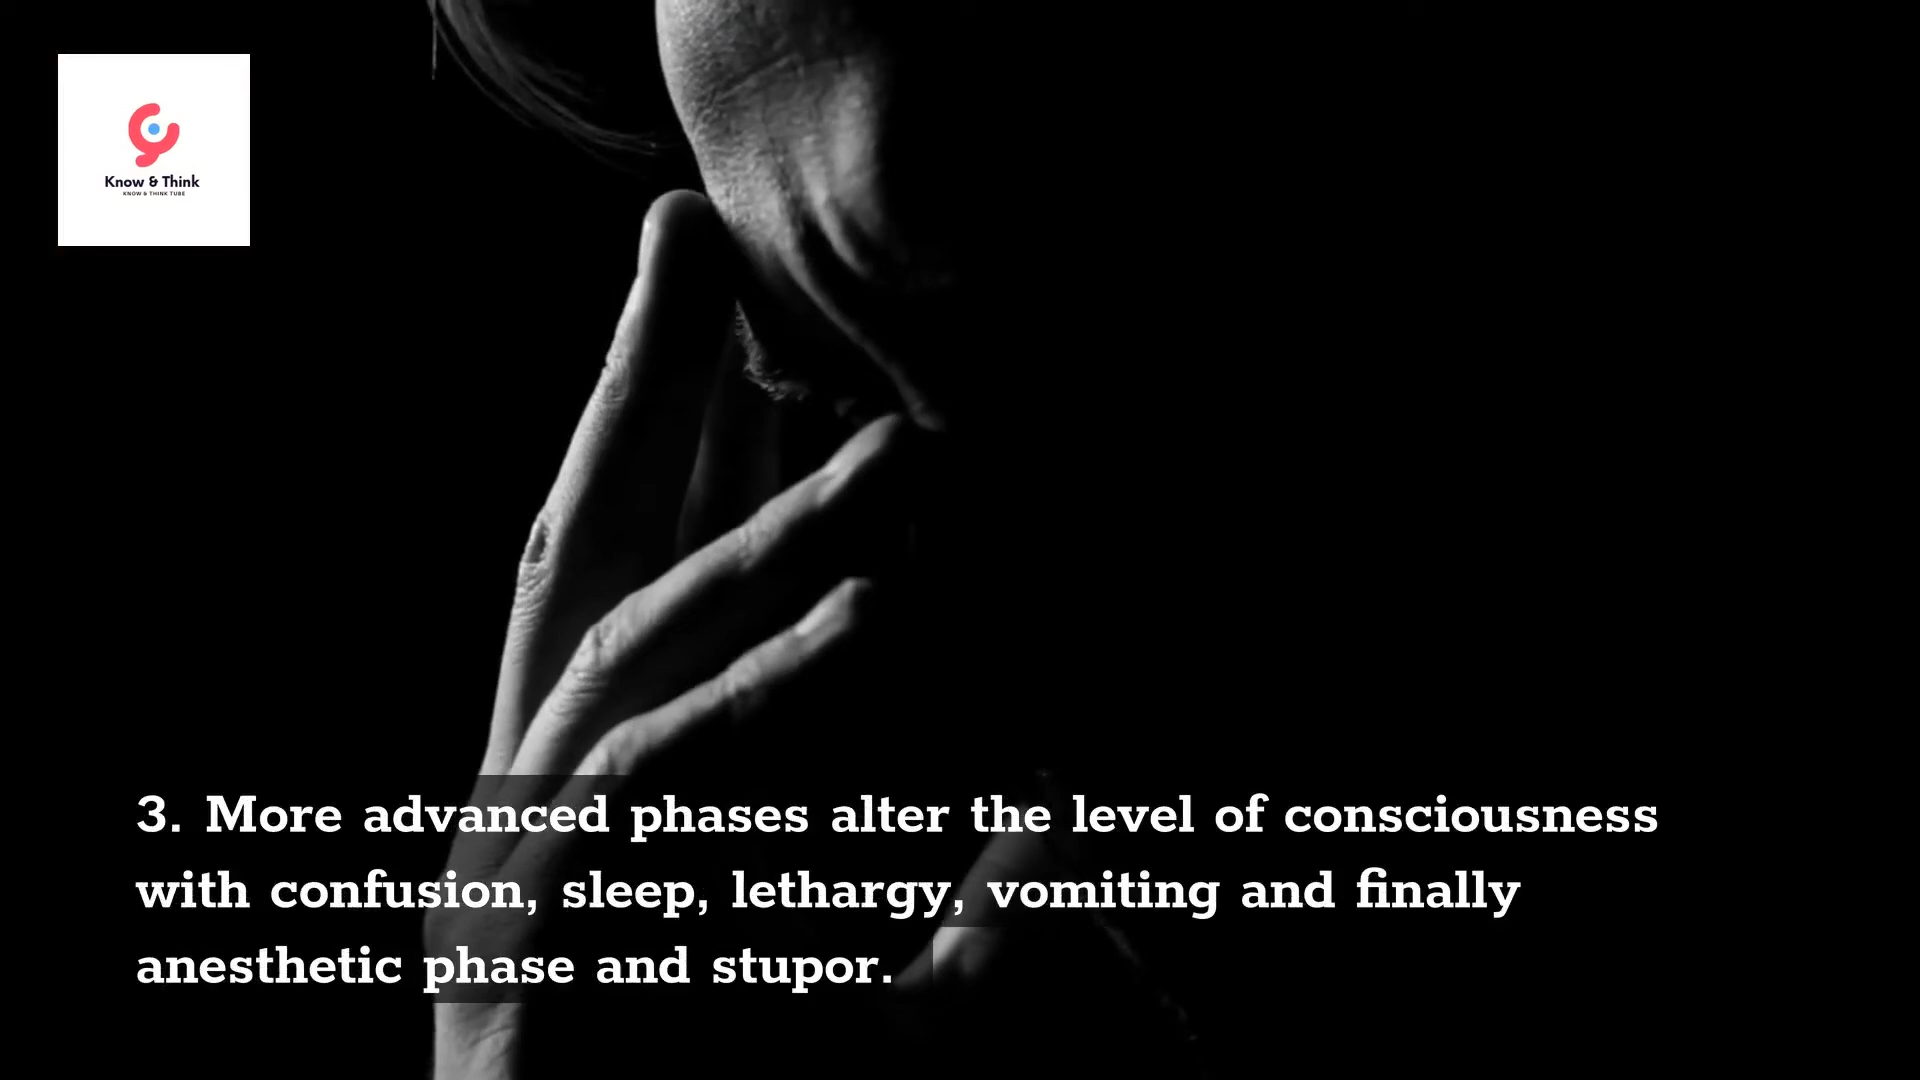 Know & Think
KNOW & THINK TUBE
3. More advanced phases alter the level of consciousness
with confusion, sleep, lethargy, vomiting and finally
anesthetic phase and stupor.